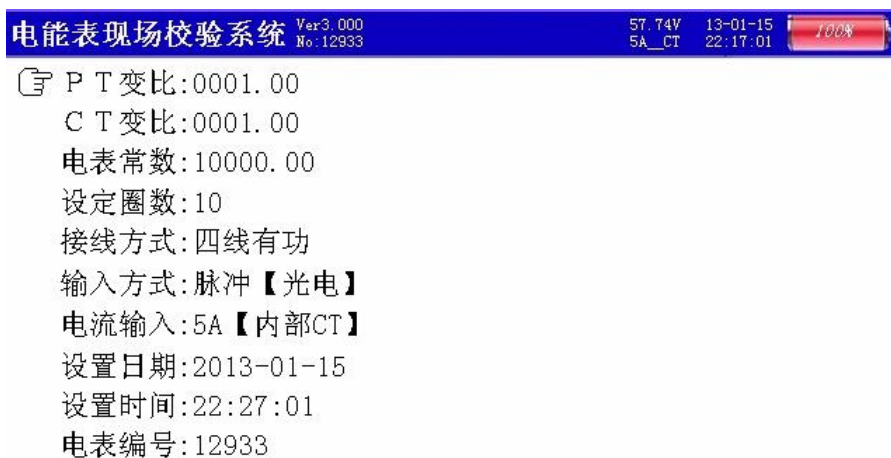 电能表现场校验系统 Ver3.000 No:12933 57.74V 5A__CT 13-01-15 22:17:01 100%
ＰＴ变比:0001.00
ＣＴ变比:0001.00
电表常数:10000.00
设定圈数:10
接线方式:四线有功
输入方式:脉冲【光电】
电流输入:5A【内部CT】
设置日期:2013-01-15
设置时间:22:27:01
电表编号:12933